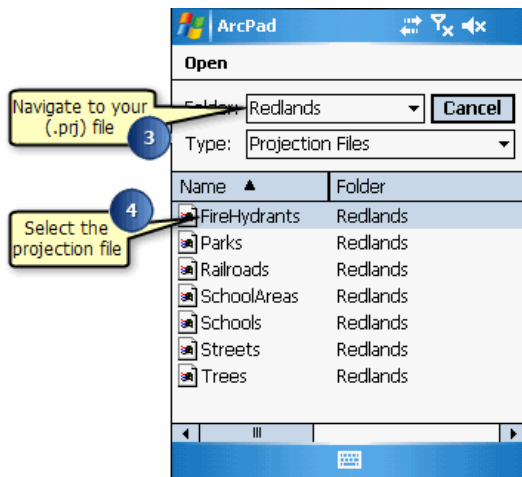 ArcPad
Open
Navigate to your
(.prj) file
3
Folder: Redlands
Cancel
Type: Projection Files
Name Folder
4
Select the
projection file
FireHydrants Redlands
Parks Redlands
Railroads Redlands
SchoolAreas Redlands
Schools Redlands
Streets Redlands
Trees Redlands